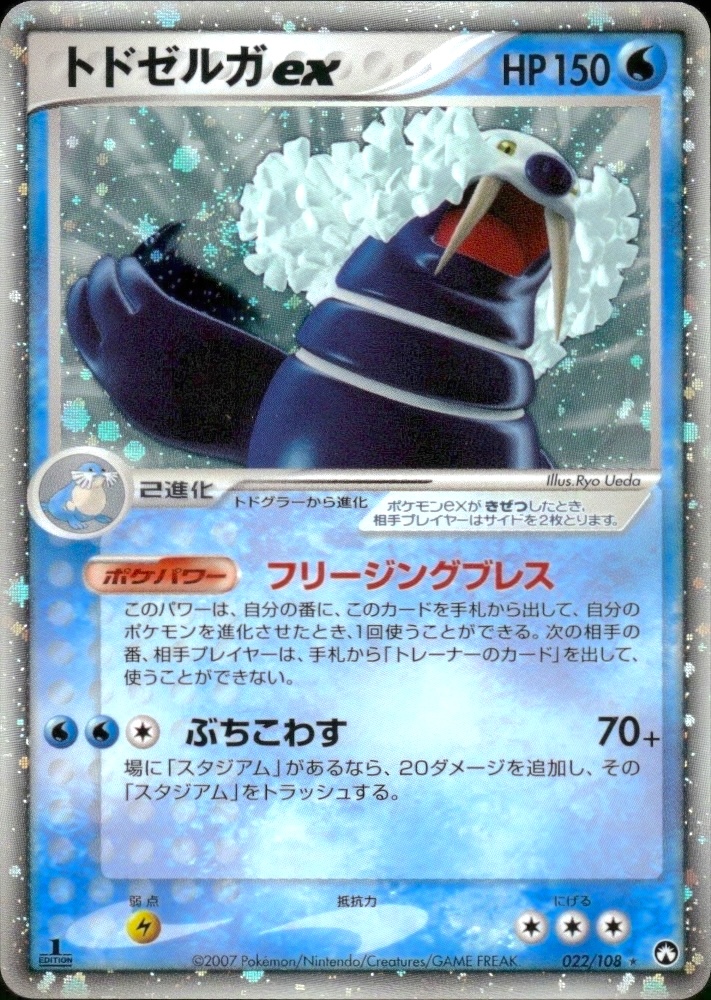 トドゼルガex HP150
Illus.Ryo Ueda
2進化 トドグラーから進化
ポケモンexが きぜつしたとき、
相手プレイヤーはサイドを2枚とります。
ポケパワー フリージングブレス
このパワーは、自分の番に、このカードを手札から出して、自分の
ポケモンを進化させたとき、1回使うことができる。次の相手の
番、相手プレイヤーは、手札から「トレーナーのカード」を出して、
使うことができない。
ぶちこわす 70+
場に「スタジアム」があるなら、20ダメージを追加し、その
「スタジアム」をトラッシュする。
弱点 抵抗力 にげる
1
EDITION
©2007 Pokémon/Nintendo/Creatures/GAME FREAK. 022/108 ★